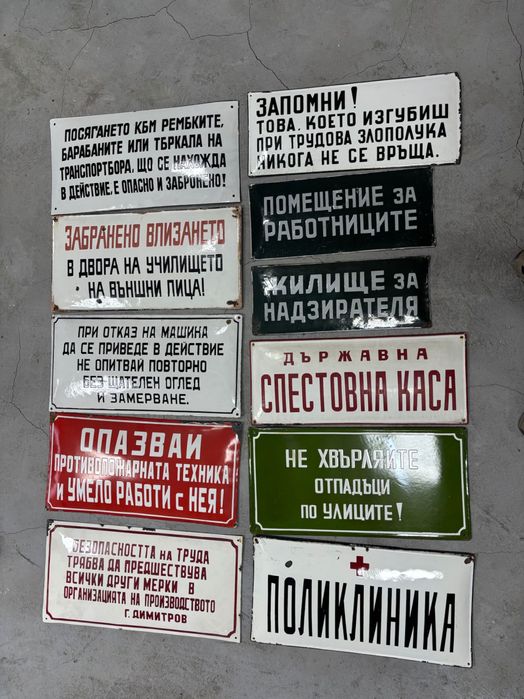 ПОСЯГАНЕТО КЪМ РЕМЪКИТЕ,
БАРАБАНИТЕ ИЛИ ТЪРКАЛА НА
ТРАНСПОРТЬОРА, ЩО СЕ НАХОЖДА
В ДЕЙСТВИЕ, Е ОПАСНО И ЗАБРОНЕНО!
ЗАБРАНЕНО ВЛИЗАНЕТО
В ДВОРА НА УЧИЛИЩЕТО
НА ВЪНШНИ ЛИЦА!
ПРИ ОТКАЗ НА МАШИНА
ДА СЕ ПРИВЕДЕ В ДЕЙСТВИЕ
НЕ ОПИТВАЙ ПОВТОРНО
БЕЗ ЩАТЕЛЕН ОГЛЕД
И ЗАМЕРВАНЕ.
ОПАЗВАЙ
ПРОТИВОПОЖАРНАТА ТЕХНИКА
И УМЕЛО РАБОТИ С НЕЯ!
БЕЗОПАСНОСТТА НА ТРУДА
ТРЯБВА ДА ПРЕДШЕСТВУВА
ВСИЧКИ ДРУГИ МЕРКИ В
ОРГАНИЗАЦИЯТА НА ПРОИЗВОДСТВОТО
Г. ДИМИТРОВ
ЗАПОМНИ!
ТОВА, КОЕТО ИЗГУБИШ
ПРИ ТРУДОВА ЗЛОПОЛУКА
НИКОГА НЕ СЕ ВРЪЩА.
ПОМЕЩЕНИЕ ЗА
РАБОТНИЦИТЕ
ЖИЛИЩЕ ЗА
НАДЗИРАТЕЛЯ
ДЪРЖАВНА
СПЕСТОВНА КАСА
НЕ ХВЪРЛЯЙТЕ
ОТПАДЪЦИ
ПО УЛИЦИТЕ!
ПОЛИКЛИНИКА